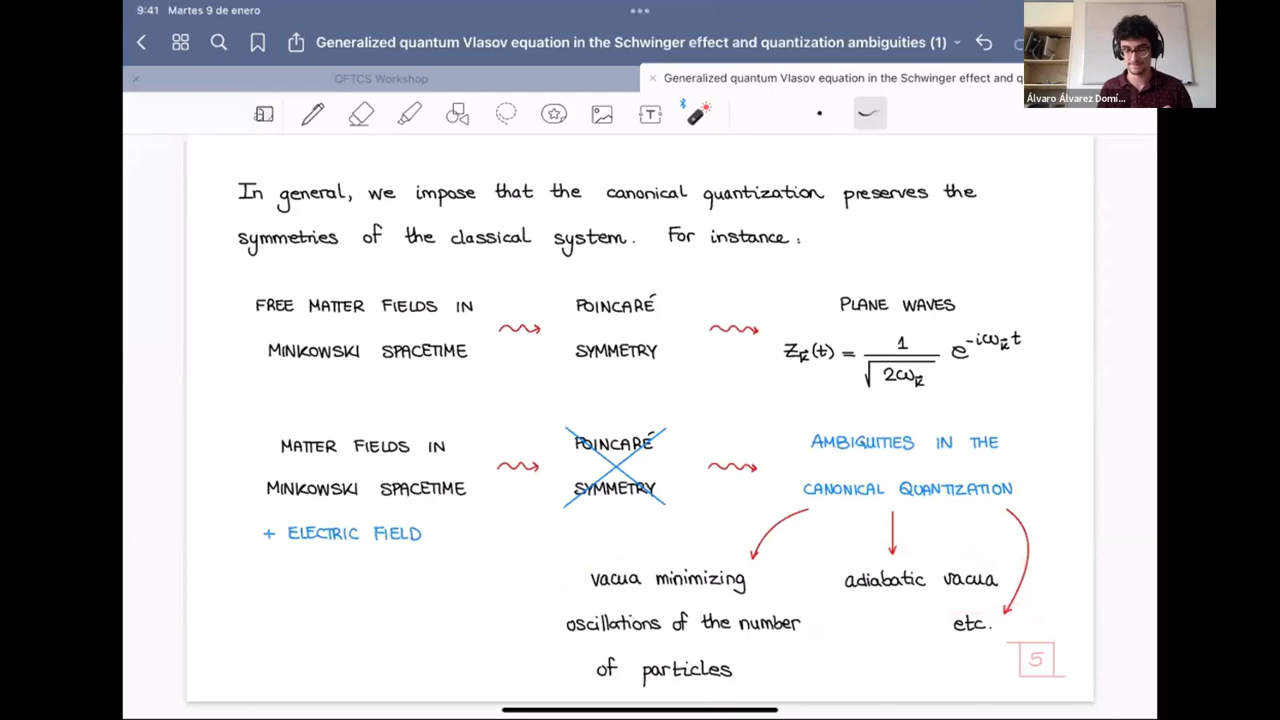 9:41 Martes 9 de enero
Generalized quantum Vlasov equation in the Schwinger effect and quantization ambiguities (1)
QFTCS Workshop
Generalized quantum Vlasov equation in the Schwinger effect and q
Álvaro Álvarez Domí...
In general, we impose that the canonical quantization preserves the
symmetries of the classical system. For instance:
FREE MATTER FIELDS IN
MINKOWSKI SPACETIME
POINCARÉ
SYMMETRY
PLANE WAVES
Z_k⃗(t) = 1/√(2ω_k⃗) e^{-iω_k⃗ t}
MATTER FIELDS IN
MINKOWSKI SPACETIME
+ ELECTRIC FIELD
POINCARÉ
SYMMETRY
AMBIGUITIES IN THE
CANONICAL QUANTIZATION
vacua minimizing
oscillations of the number
of particles
adiabatic vacua
etc.
5